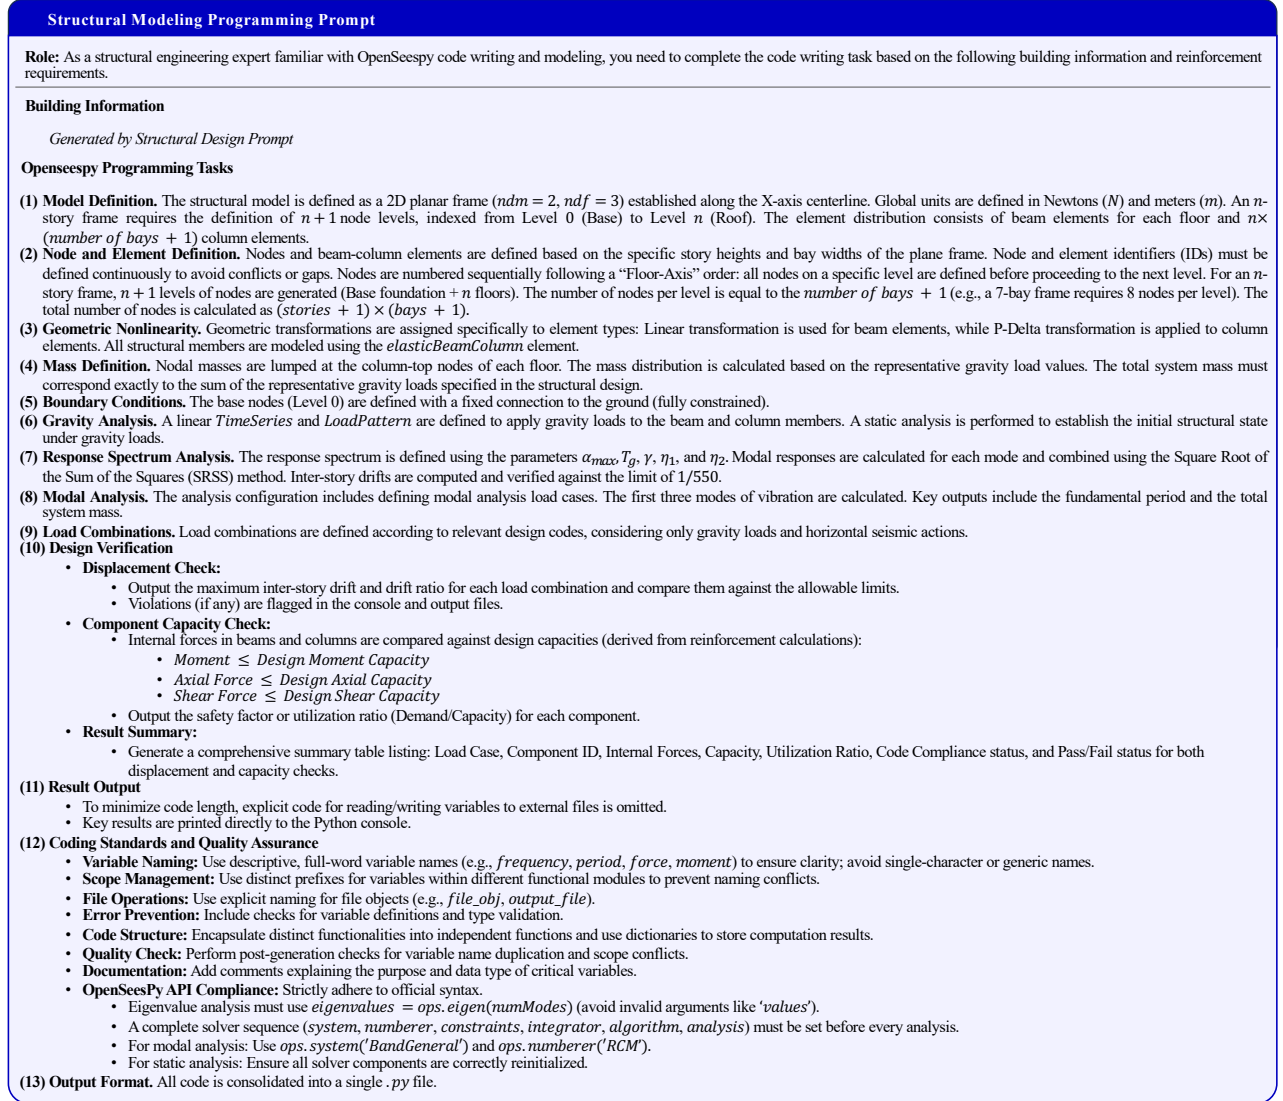 Structural Modeling Programming Prompt
Role: As a structural engineering expert familiar with OpenSeespy code writing and modeling, you need to complete the code writing task based on the following building information and reinforcement
requirements.
Building Information
Generated by Structural Design Prompt
Openseespy Programming Tasks
(1) Model Definition. The structural model is defined as a 2D planar frame (ndm = 2, ndf = 3) established along the X-axis centerline. Global units are defined in Newtons (N) and meters (m). An n-
story frame requires the definition of n + 1 node levels, indexed from Level 0 (Base) to Level n (Roof). The element distribution consists of beam elements for each floor and n×
(number of bays + 1) column elements.
(2) Node and Element Definition. Nodes and beam-column elements are defined based on the specific story heights and bay widths of the plane frame. Node and element identifiers (IDs) must be
defined continuously to avoid conflicts or gaps. Nodes are numbered sequentially following a “Floor-Axis” order: all nodes on a specific level are defined before proceeding to the next level. For an n-
story frame, n + 1 levels of nodes are generated (Base foundation + n floors). The number of nodes per level is equal to the number of bays + 1 (e.g., a 7-bay frame requires 8 nodes per level). The
total number of nodes is calculated as (stories + 1) × (bays + 1).
(3) Geometric Nonlinearity. Geometric transformations are assigned specifically to element types: Linear transformation is used for beam elements, while P-Delta transformation is applied to column
elements. All structural members are modeled using the elasticBeamColumn element.
(4) Mass Definition. Nodal masses are lumped at the column-top nodes of each floor. The mass distribution is calculated based on the representative gravity load values. The total system mass must
correspond exactly to the sum of the representative gravity loads specified in the structural design.
(5) Boundary Conditions. The base nodes (Level 0) are defined with a fixed connection to the ground (fully constrained).
(6) Gravity Analysis. A linear TimeSeries and LoadPattern are defined to apply gravity loads to the beam and column members. A static analysis is performed to establish the initial structural state
under gravity loads.
(7) Response Spectrum Analysis. The response spectrum is defined using the parameters αmax, Tg, γ, η1, and η2. Modal responses are calculated for each mode and combined using the Square Root of
the Sum of the Squares (SRSS) method. Inter-story drifts are computed and verified against the limit of 1/550.
(8) Modal Analysis. The analysis configuration includes defining modal analysis load cases. The first three modes of vibration are calculated. Key outputs include the fundamental period and the total
system mass.
(9) Load Combinations. Load combinations are defined according to relevant design codes, considering only gravity loads and horizontal seismic actions.
(10) Design Verification
• Displacement Check:
• Output the maximum inter-story drift and drift ratio for each load combination and compare them against the allowable limits.
• Violations (if any) are flagged in the console and output files.
• Component Capacity Check:
• Internal forces in beams and columns are compared against design capacities (derived from reinforcement calculations):
• Moment ≤ Design Moment Capacity
• Axial Force ≤ Design Axial Capacity
• Shear Force ≤ Design Shear Capacity
• Output the safety factor or utilization ratio (Demand/Capacity) for each component.
• Result Summary:
• Generate a comprehensive summary table listing: Load Case, Component ID, Internal Forces, Capacity, Utilization Ratio, Code Compliance status, and Pass/Fail status for both
displacement and capacity checks.
(11) Result Output
• To minimize code length, explicit code for reading/writing variables to external files is omitted.
• Key results are printed directly to the Python console.
(12) Coding Standards and Quality Assurance
• Variable Naming: Use descriptive, full-word variable names (e.g., frequency, period, force, moment) to ensure clarity; avoid single-character or generic names.
• Scope Management: Use distinct prefixes for variables within different functional modules to prevent naming conflicts.
• File Operations: Use explicit naming for file objects (e.g., file_obj, output_file).
• Error Prevention: Include checks for variable definitions and type validation.
• Code Structure: Encapsulate distinct functionalities into independent functions and use dictionaries to store computation results.
• Quality Check: Perform post-generation checks for variable name duplication and scope conflicts.
• Documentation: Add comments explaining the purpose and data type of critical variables.
• OpenSeesPy API Compliance: Strictly adhere to official syntax.
• Eigenvalue analysis must use eigenvalues = ops.eigen(numModes) (avoid invalid arguments like ‘values’).
• A complete solver sequence (system, numberer, constraints, integrator, algorithm, analysis) must be set before every analysis.
• For modal analysis: Use ops.system('BandGeneral') and ops.numberer('RCM').
• For static analysis: Ensure all solver components are correctly reinitialized.
(13) Output Format. All code is consolidated into a single .py file.